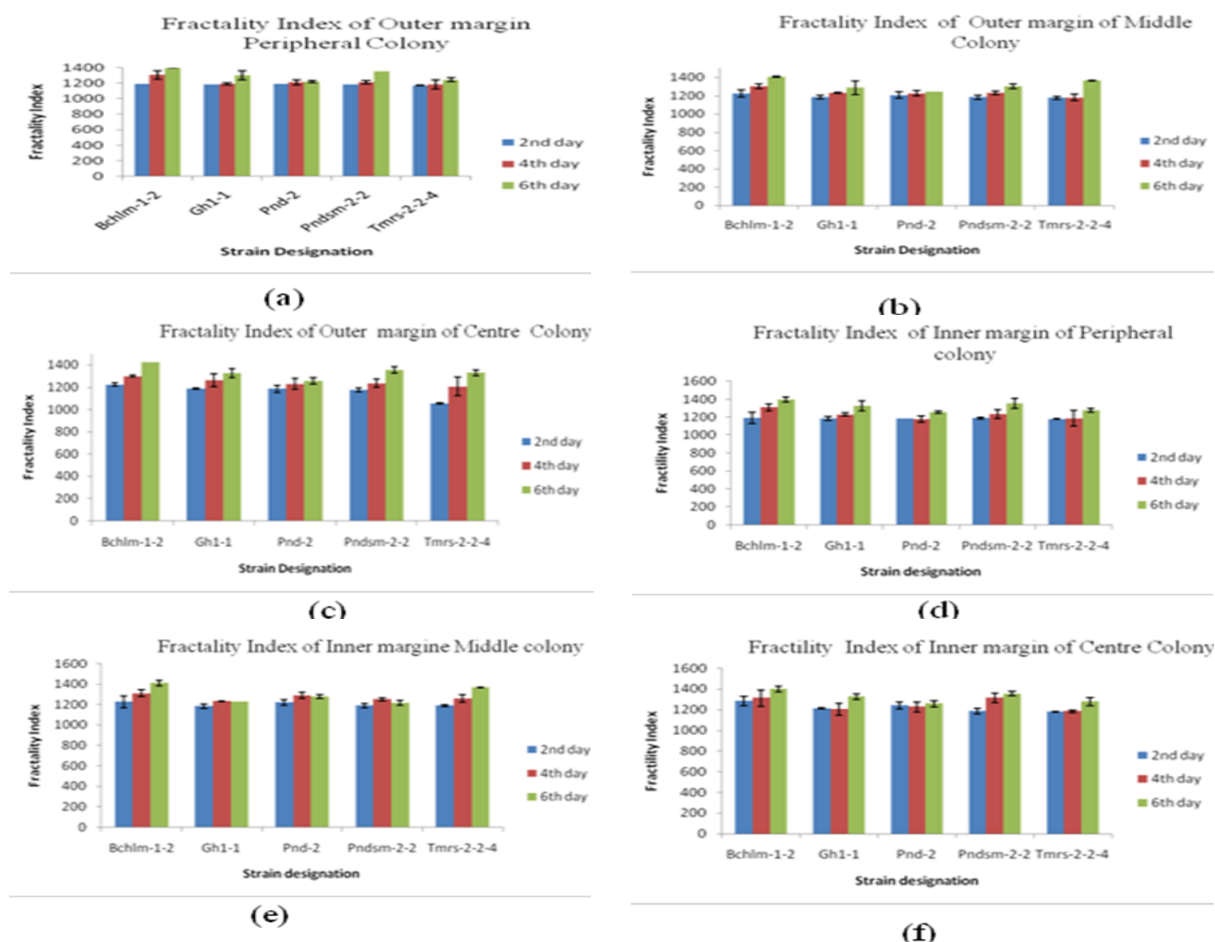 Fractality Index of Outer margin
Peripheral Colony
1400
1200
1000
800
600
400
200
0
Fractality Index
2nd day
4th day
6th day
Bchlm-1-2
Gh1-1
Pnd-2
Pndsm-2-2
Tmrs-2-2-4
Strain Designation
(a)
Fractality Index of Outer margin of Middle
Colony
1400
1200
1000
800
600
400
200
0
Fractality Index
2nd day
4th day
6th day
Bchlm-1-2 Gh1-1 Pnd-2 Pndsm-2-2 Tmrs-2-2-4
Strain Designation
(b)
Fractality Index of Outer margin of Centre Colony
1400
1200
1000
800
600
400
200
0
Fractality Index
2nd day
4th day
6th day
Bchlm-1-2 Gh1-1 Pnd-2 Pndsm-2-2 Tmrs-2-2-4
Strain Designation
(c)
Fractality Index of Inner margin of Peripheral
colony
1600
1400
1200
1000
800
600
400
200
0
Fractility Index
2nd day
4th day
6th day
Bchlm-1-2 Gh1-1 Pnd-2 Pndsm-2-2 Tmrs-2-2-4
Strain designation
(d)
Fractality Index of Inner margine Middle colony
1600
1400
1200
1000
800
600
400
200
0
Fractality Index
2nd day
4th day
6th day
Bchlm-1-2 Gh1-1 Pnd-2 Pndsm-2-2 Tmrs-2-2-4
Strain designation
(e)
Fractility Index of Inner margin of Centre Colony
1600
1400
1200
1000
800
600
400
200
0
Fractility Index
2nd day
4th day
6th day
Bchlm-1-2 Gh1-1 Pnd-2 Pndsm-2-2 Tmrs-2-2-4
Strain designation
(f)